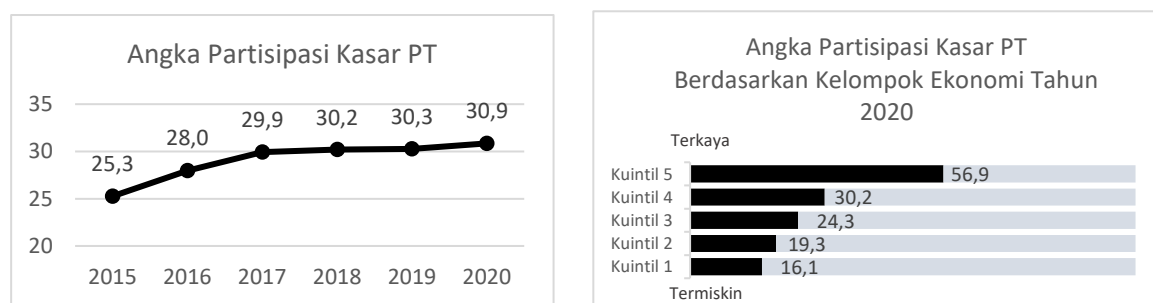 Angka Partisipasi Kasar PT
35
30
25
20
25,3
28,0
29,9
30,2
30,3
30,9
2015 2016 2017 2018 2019 2020
Angka Partisipasi Kasar PT
Berdasarkan Kelompok Ekonomi Tahun
2020
Terkaya
Kuintil 5 56,9
Kuintil 4 30,2
Kuintil 3 24,3
Kuintil 2 19,3
Kuintil 1 16,1
Termiskin